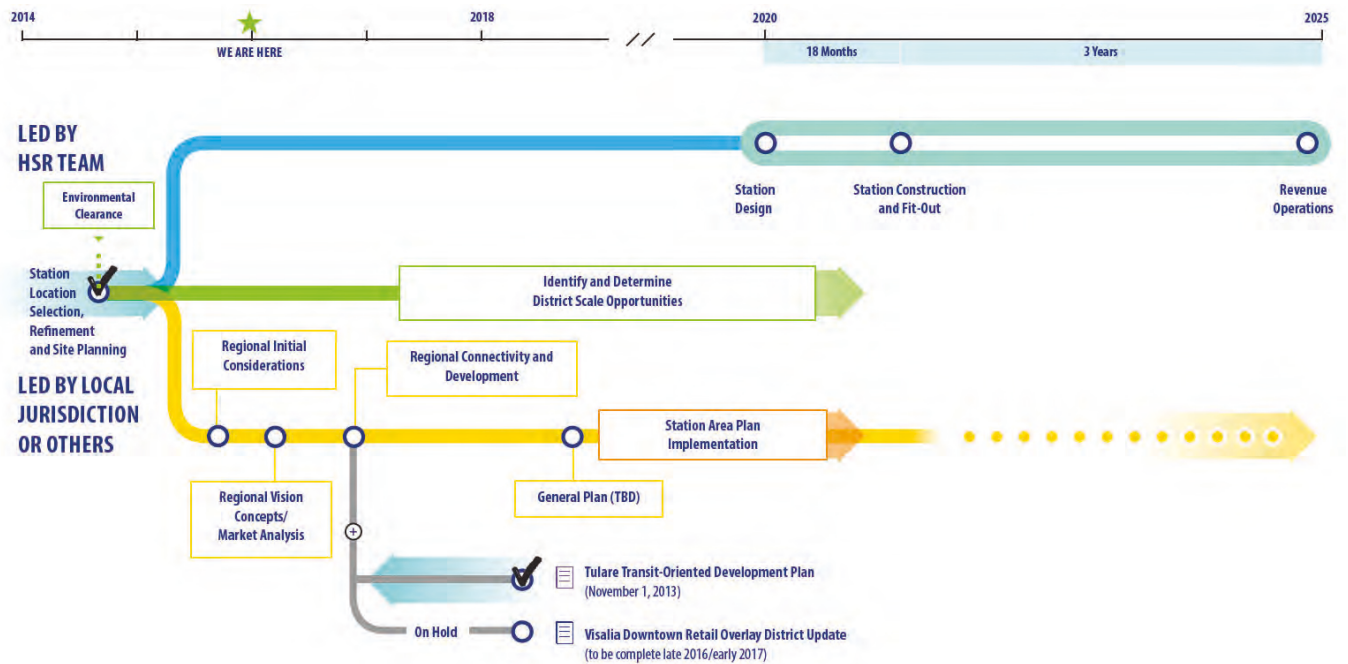 2014
2018
2020
2025
WE ARE HERE
18 Months
3 Years
LED BY
HSR TEAM
Environmental
Clearance
Station
Design
Station Construction
and Fit-Out
Revenue
Operations
Station
Location
Selection,
Refinement
and Site Planning
Identify and Determine
District Scale Opportunities
Regional Initial
Considerations
Regional Connectivity and
Development
LED BY LOCAL
JURISDICTION
OR OTHERS
Station Area Plan
Implementation
Regional Vision
Concepts/
Market Analysis
General Plan (TBD)
Tulare Transit-Oriented Development Plan
(November 1, 2013)
On Hold
Visalia Downtown Retail Overlay District Update
(to be complete late 2016/early 2017)